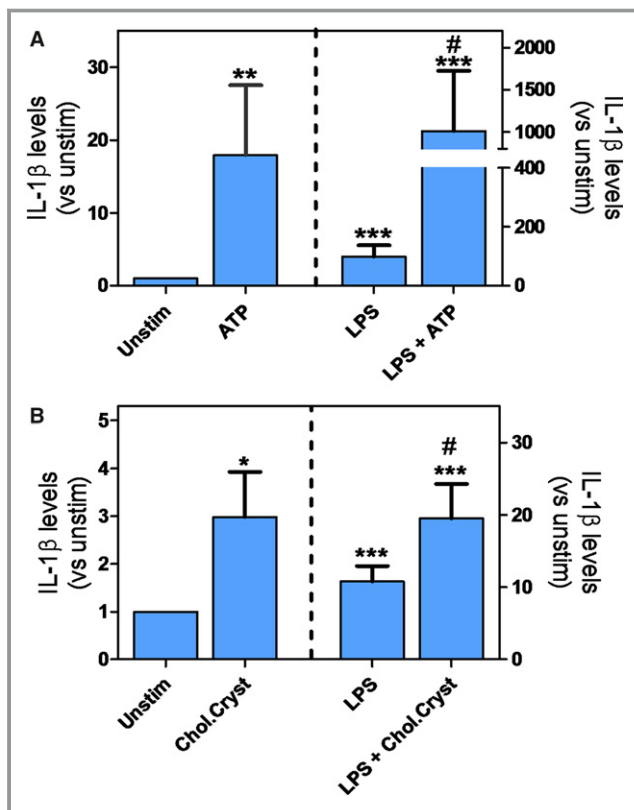 A
IL-1β levels
(vs unstim)
30
20
10
0
**
***
#
***
2000
1500
1000
400
200
0
IL-1β levels
(vs unstim)
Unstim
ATP
LPS
LPS + ATP
B
IL-1β levels
(vs unstim)
5
4
3
2
1
0
*
***
#
***
30
20
10
0
IL-1β levels
(vs unstim)
Unstim
Chol.Cryst
LPS
LPS + Chol.Cryst